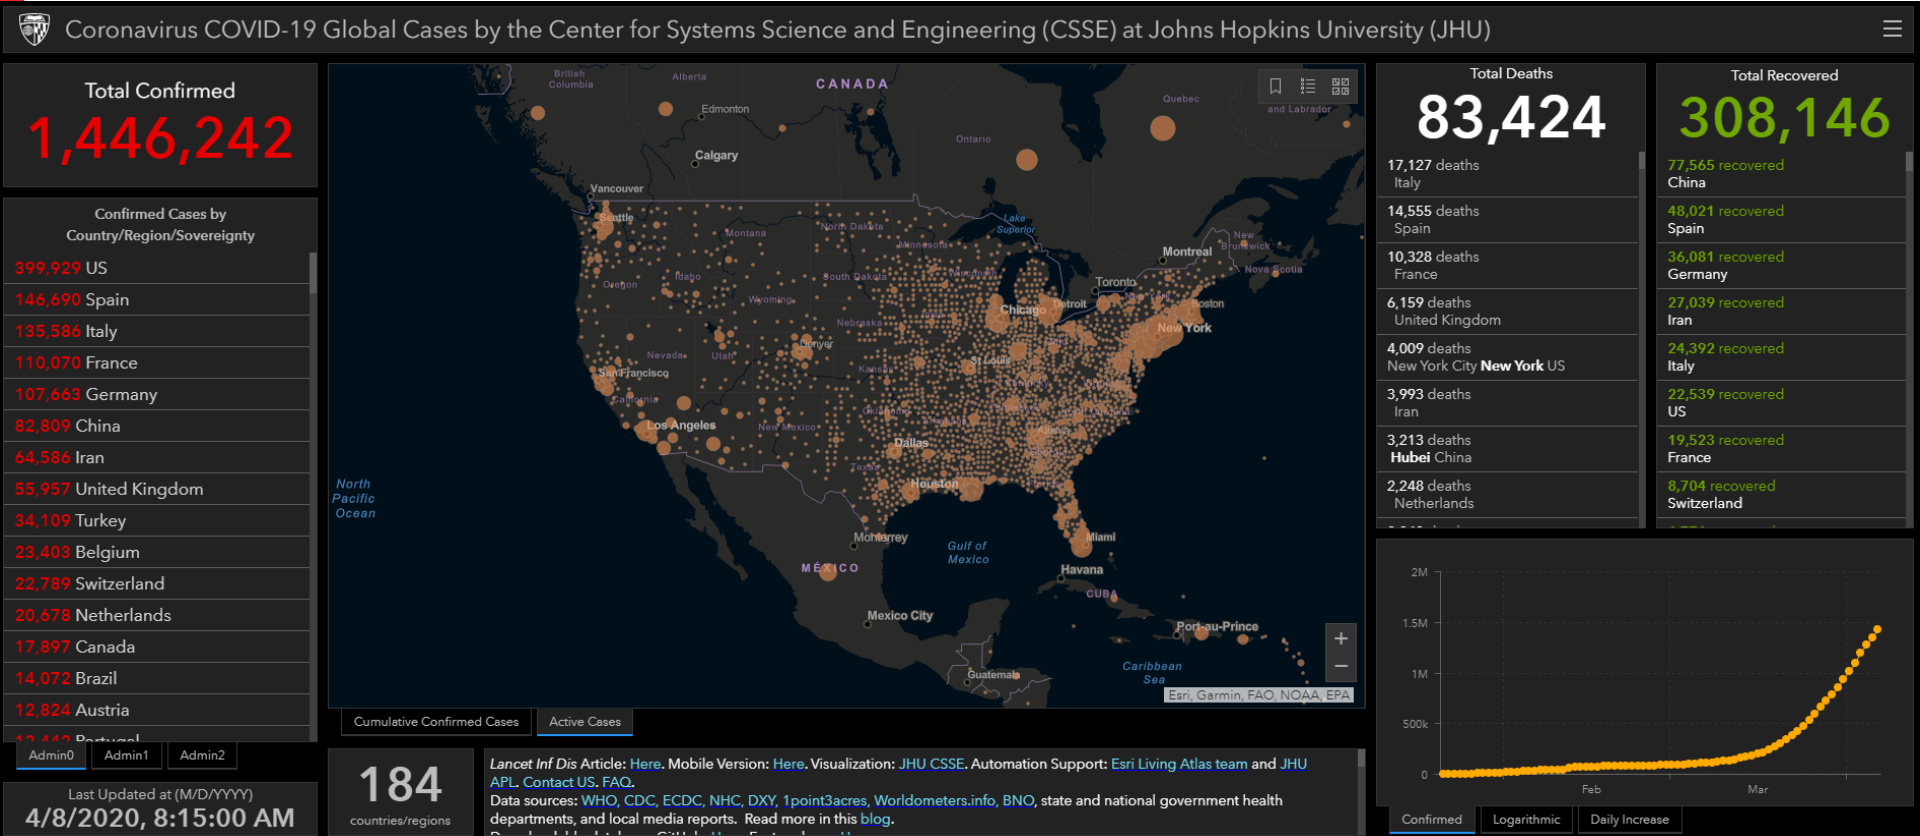 Coronavirus COVID-19 Global Cases by the Center for Systems Science and Engineering (CSSE) at Johns Hopkins University (JHU)
Total Confirmed
1,446,242
Confirmed Cases by
Country/Region/Sovereignty
399,929 US
146,690 Spain
135,586 Italy
110,070 France
107,663 Germany
82,809 China
64,586 Iran
55,957 United Kingdom
34,109 Turkey
23,403 Belgium
22,789 Switzerland
20,678 Netherlands
17,897 Canada
14,072 Brazil
12,824 Austria
Portugal
Admin0
Admin1
Admin2
Last Updated at (M/D/YYYY)
4/8/2020, 8:15:00 AM
British
Columbia
Alberta
CANADA
Quebec
and Labrador
Edmonton
Ontario
Calgary
Vancouver
Seattle
Lake
Superior
Montana
North Dakota
Minnesota
New
Brunswick
Montreal
Nova Scotia
Idaho
South Dakota
Wisconsin
Toronto
Oregon
Wyoming
New York
Boston
Chicago
Detroit
Nebraska
New York
Nevada
Utah
Denver
St Louis
San Francisco
Kansas
Kentucky
California
Oklahoma
Los Angeles
New Mexico
Atlanta
Dallas
Texas
Houston
North
Pacific
Ocean
Monterrey
Gulf of
Mexico
Miami
MÉXICO
Havana
CUBA
Mexico City
Port-au-Prince
Guatemala
Caribbean
Sea
+
−
Esri, Garmin, FAO, NOAA, EPA
Cumulative Confirmed Cases
Active Cases
184
countries/regions
Lancet Inf Dis Article: Here. Mobile Version: Here. Visualization: JHU CSSE. Automation Support: Esri Living Atlas team and JHU
APL. Contact US. FAQ.
Data sources: WHO, CDC, ECDC, NHC, DXY, 1point3acres, Worldometers.info, BNO, state and national government health
departments, and local media reports. Read more in this blog.
Total Deaths
83,424
17,127 deaths
Italy
14,555 deaths
Spain
10,328 deaths
France
6,159 deaths
United Kingdom
4,009 deaths
New York City New York US
3,993 deaths
Iran
3,213 deaths
Hubei China
2,248 deaths
Netherlands
Total Recovered
308,146
77,565 recovered
China
48,021 recovered
Spain
36,081 recovered
Germany
27,039 recovered
Iran
24,392 recovered
Italy
22,539 recovered
US
19,523 recovered
France
8,704 recovered
Switzerland
2M
1.5M
1M
500k
0
Feb
Mar
Confirmed
Logarithmic
Daily Increase